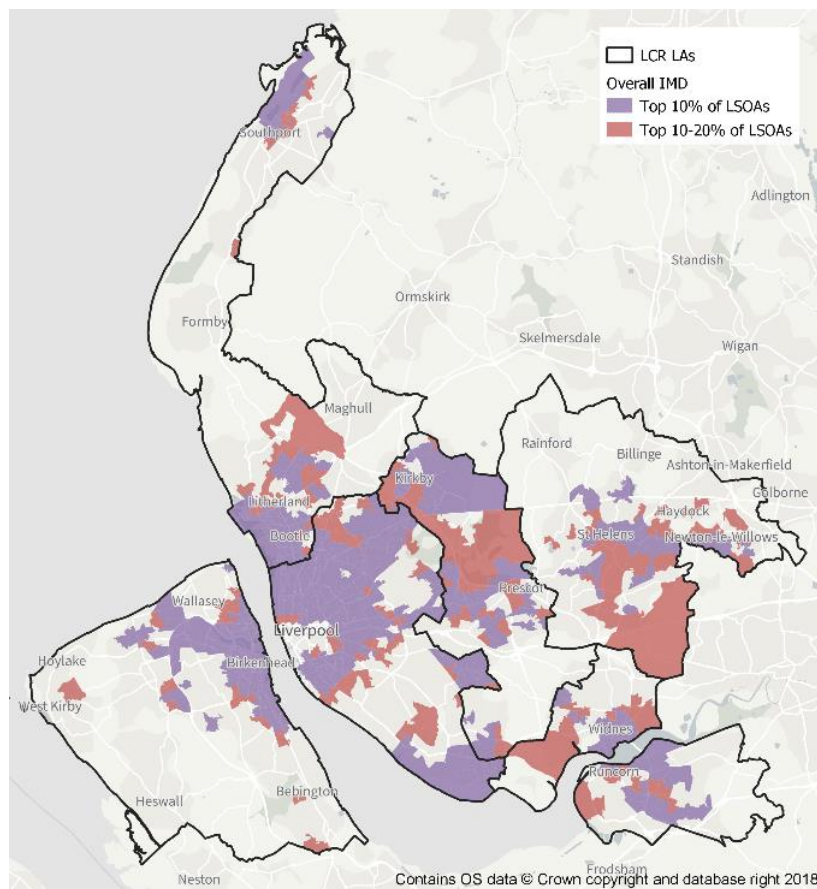 LCR LAs
Overall IMD
Top 10% of LSOAs
Top 10-20% of LSOAs
Southport
Adlington
Standish
Ormskirk
Formby
Skelmersdale
Wigan
Maghull
Rainford
Billinge
Ashton-in-Makerfield
Kirkby
Golborne
Litherland
Haydock
Bootle
St Helens
Newton-le-Willows
Prescot
Wallasey
Liverpool
Hoylake
Birkenhead
West Kirby
Widnes
Runcorn
Bebington
Heswall
Frodsham
Neston
Contains OS data © Crown copyright and database right 2018